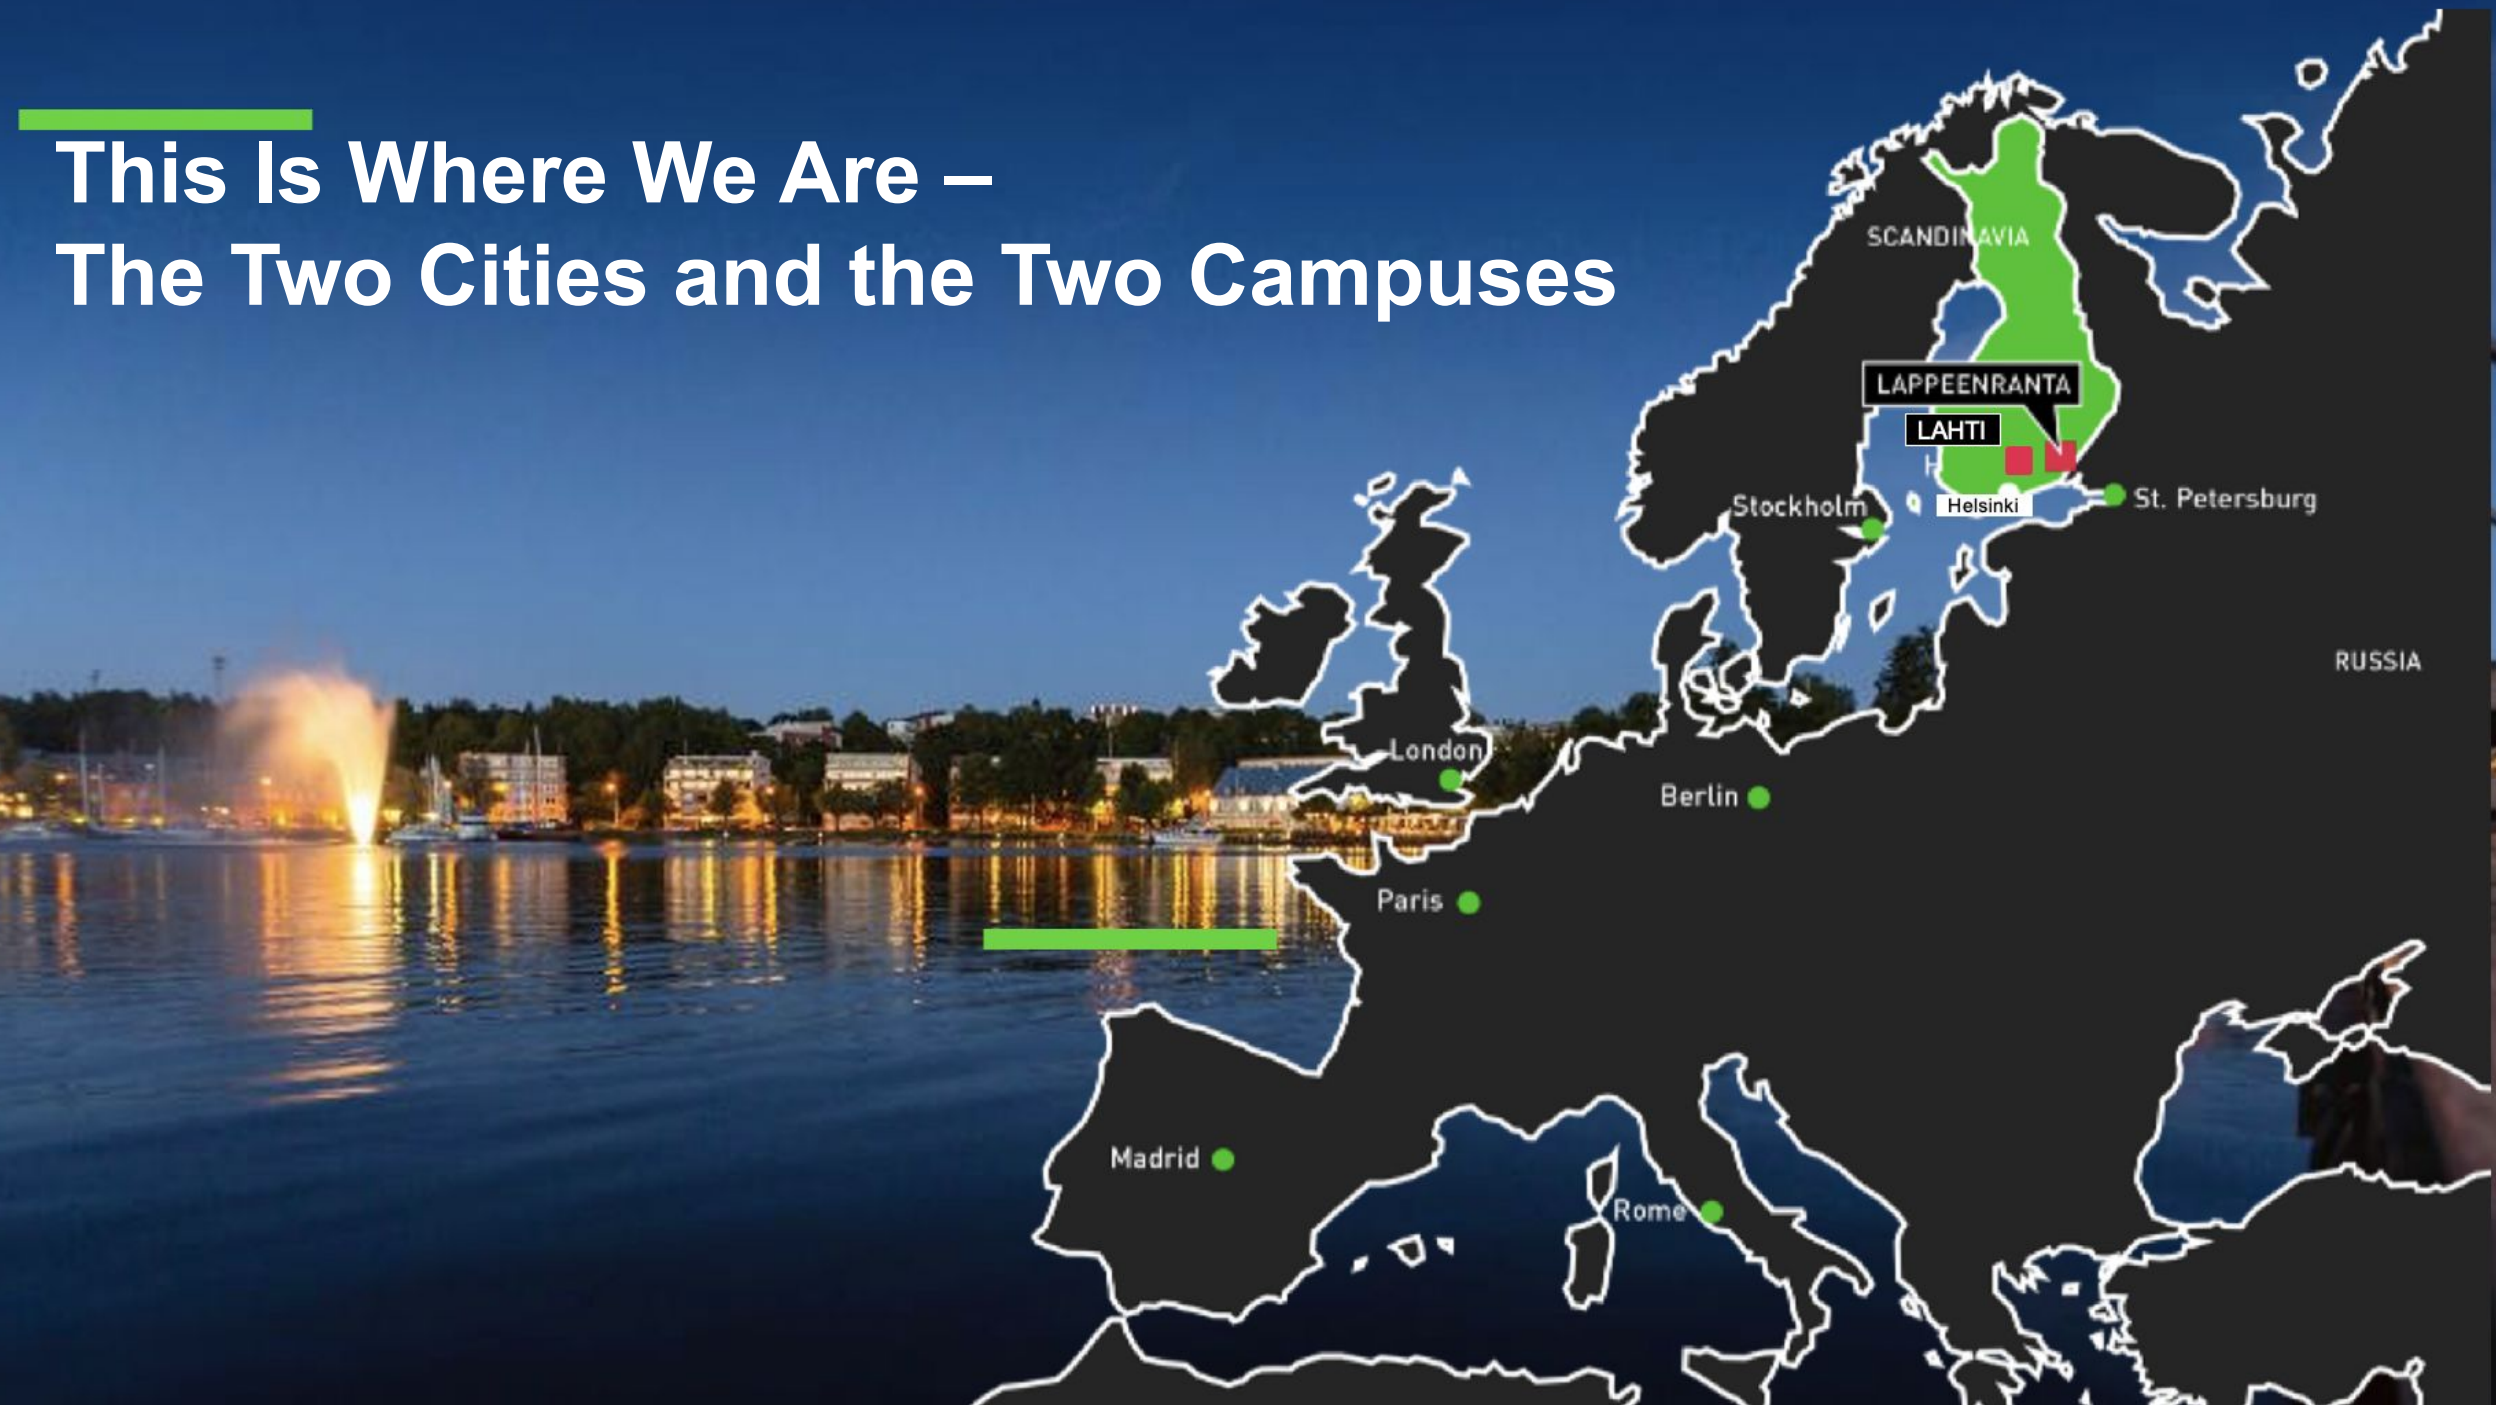 This Is Where We Are –
The Two Cities and the Two Campuses
SCANDINAVIA
LAPPEENRANTA
LAHTI
H
Helsinki
Stockholm
St. Petersburg
RUSSIA
London
Berlin
Paris
Madrid
Rome